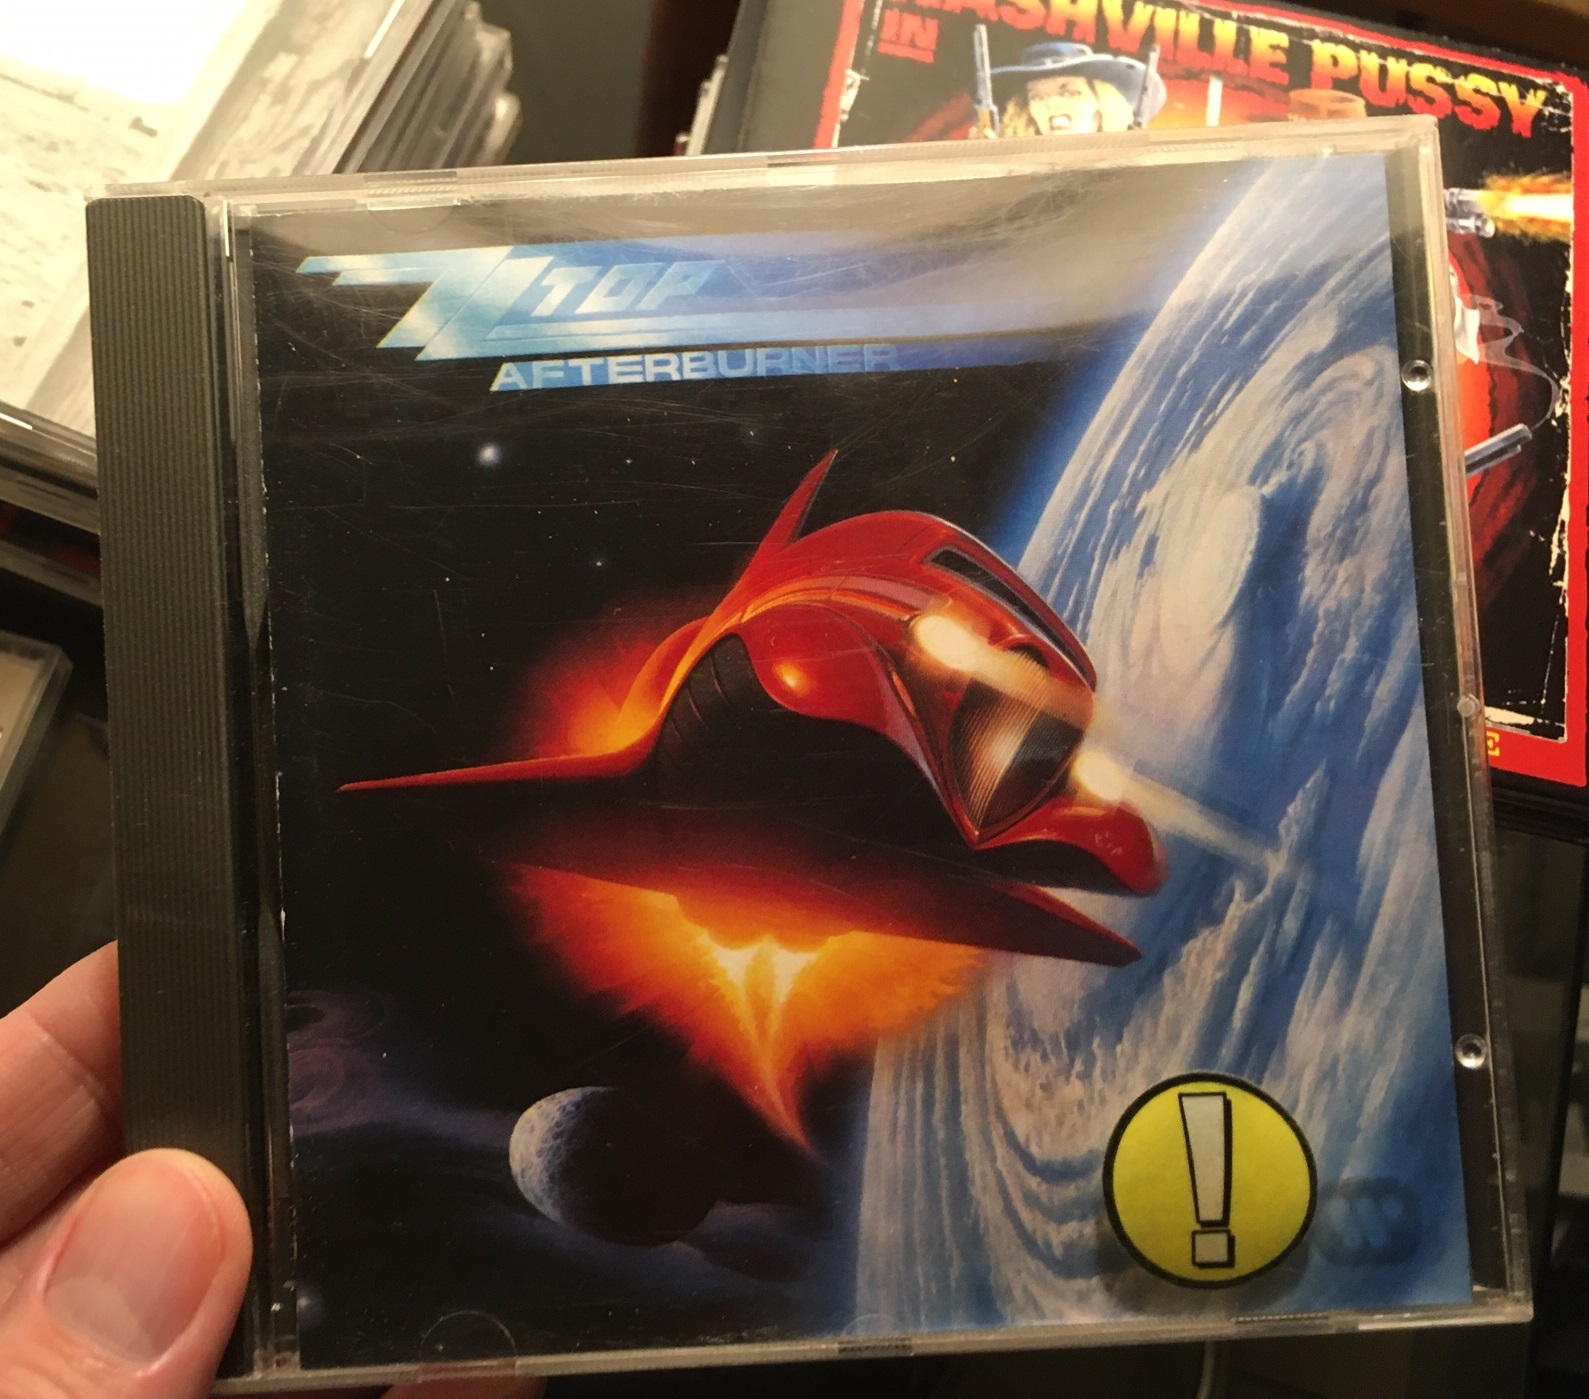 NASHVILLE PUSSY
IN
ZZ TOP
AFTERBURNER
E
!